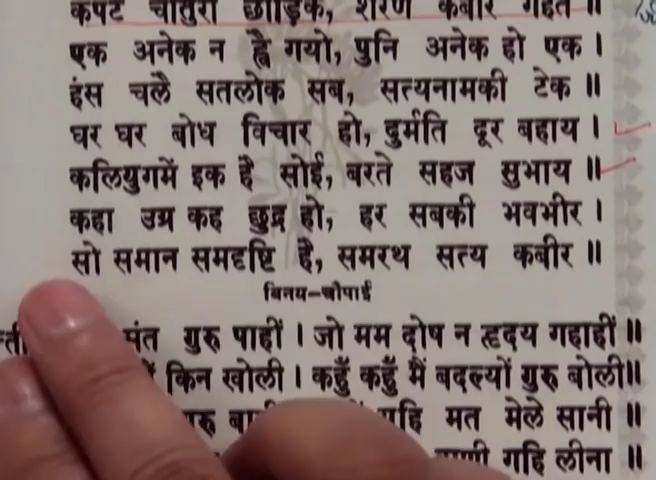 कपट चातुरी छाड़िके, शरण कबीर गहंत ॥
एक अनेक न ह्वै गयो, पुनि अनेक हो एक ।
हंस चलै सतलोक सब, सत्यनामकी टेक ॥
घर घर बोध विचार हो, दुर्मति दूर बहाय ।
कलियुगमें इक है सोई, बरते सहज सुभाय ॥
कहा उग्र कह छुद्र हो, हर सबकी भवभीर ।
सो समान समदृष्टि है, समरथ सत्य कबीर ॥
बिनय-चौपाई
संत गुरु पाहीं । जो मम दोष न हृदय गहाहीं ॥
किन खोली । कहुँ कहुँ मैं बदल्यों गुरु बोली॥
गहि मत मेले सानी ॥
गहि लीना ॥